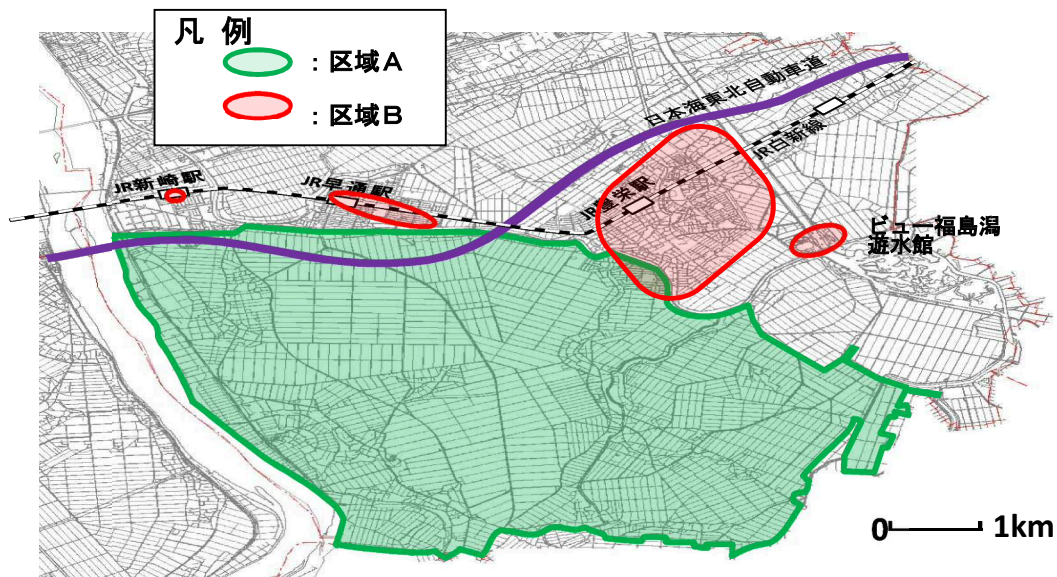 凡 例
：区域A
：区域B
日本海東北自動車道
JR白新線
JR新崎駅
JR早通駅
JR豊栄駅
ビュー福島潟
遊水館
0 1km